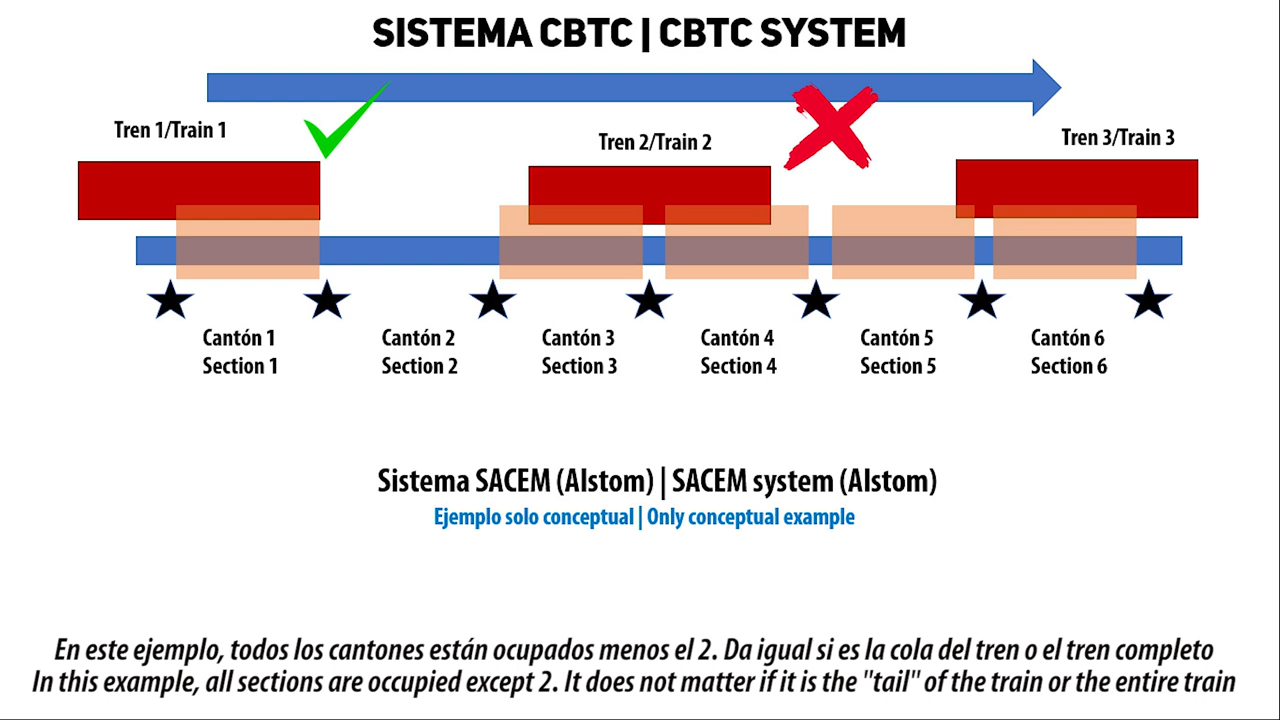 SISTEMA CBTC | CBTC SYSTEM
Tren 1/Train 1
Tren 2/Train 2
Tren 3/Train 3
Cantón 1
Section 1
Cantón 2
Section 2
Cantón 3
Section 3
Cantón 4
Section 4
Cantón 5
Section 5
Cantón 6
Section 6
Sistema SACEM (Alstom) | SACEM system (Alstom)
Ejemplo solo conceptual | Only conceptual example
En este ejemplo, todos los cantones están ocupados menos el 2. Da igual si es la cola del tren o el tren completo
In this example, all sections are occupied except 2. It does not matter if it is the "tail" of the train or the entire train